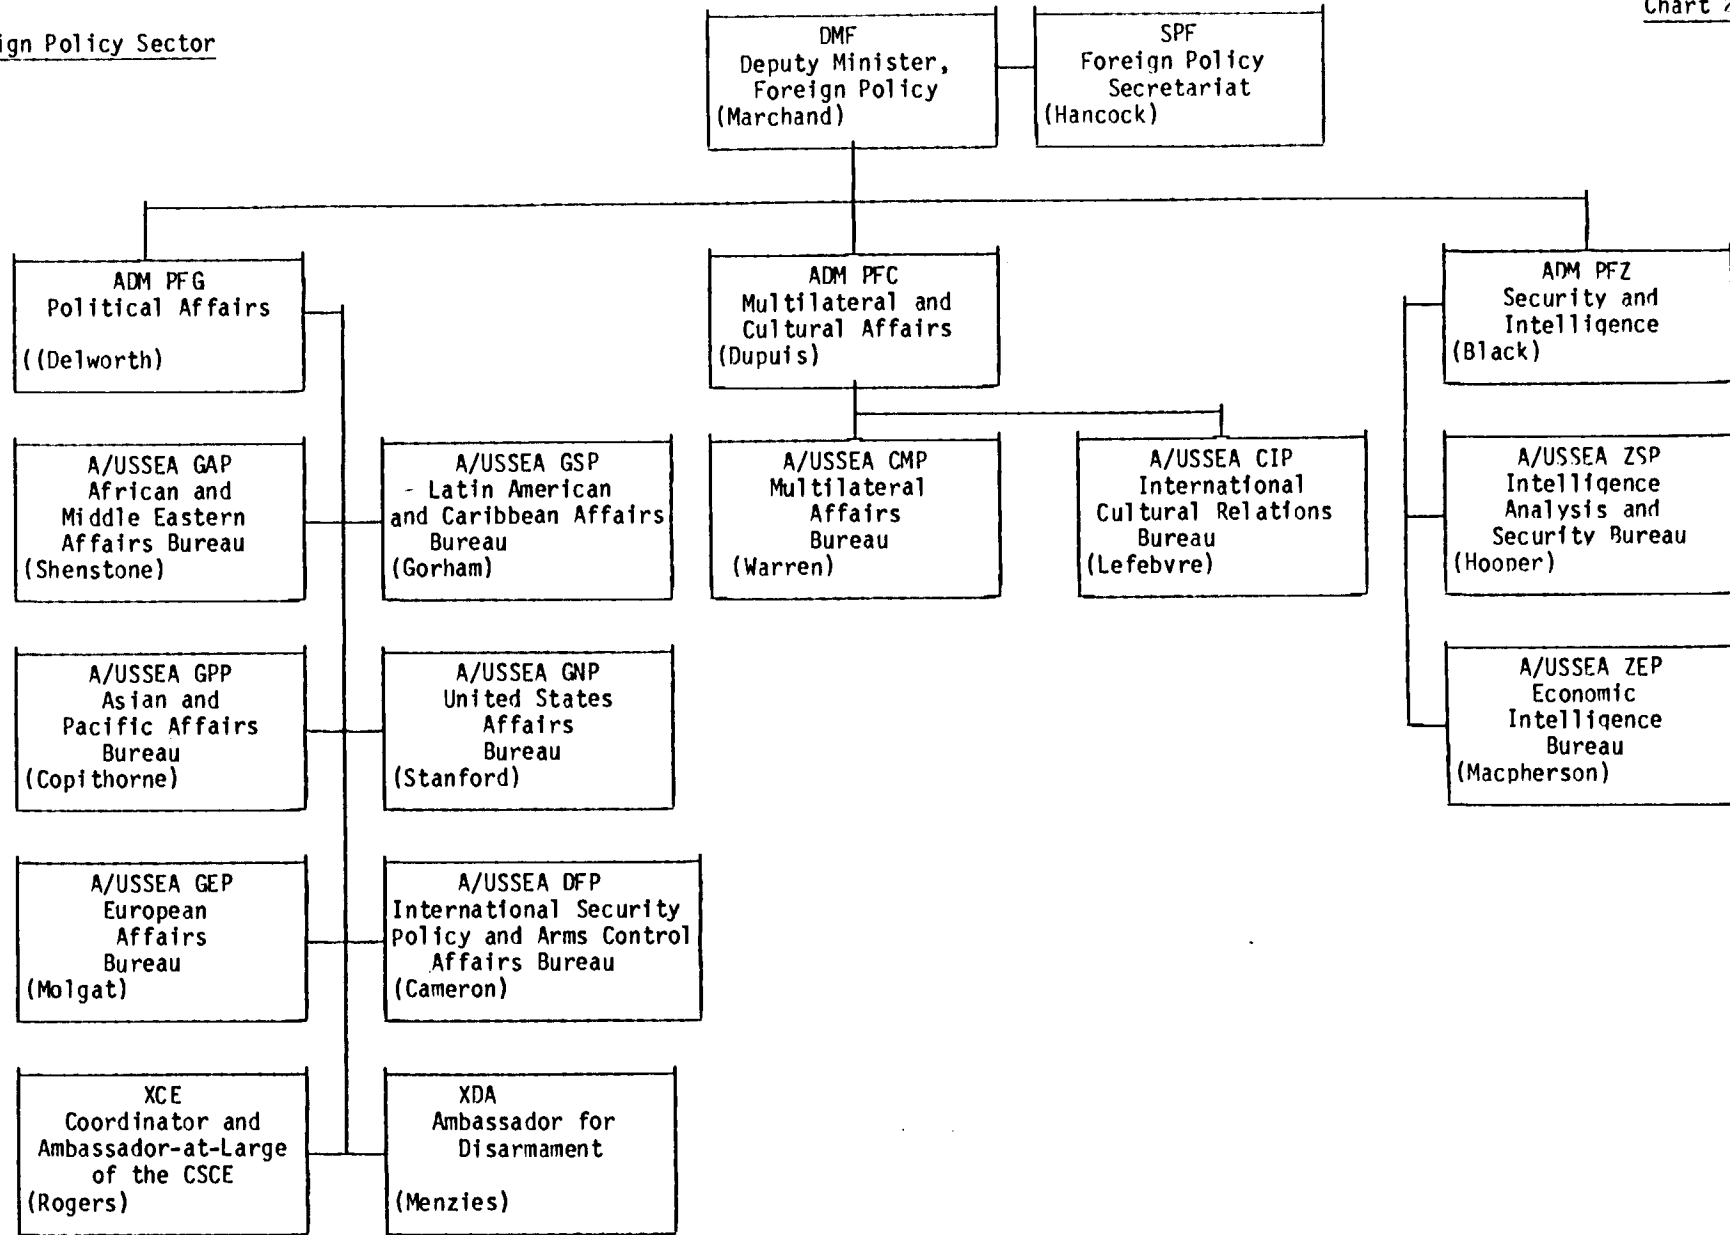 ign Policy Sector
Chart 2
DMF
Deputy Minister,
Foreign Policy
(Marchand)
SPF
Foreign Policy
Secretariat
(Hancock)
ADM PFG
Political Affairs
((Delworth)
ADM PFC
Multilateral and
Cultural Affairs
(Dupuis)
ADM PFZ
Security and
Intelligence
(Black)
A/USSEA GAP
African and
Middle Eastern
Affairs Bureau
(Shenstone)
A/USSEA GSP
- Latin American
and Caribbean Affairs
Bureau
(Gorham)
A/USSEA CMP
Multilateral
Affairs
Bureau
(Warren)
A/USSEA CIP
International
Cultural Relations
Bureau
(Lefebvre)
A/USSEA ZSP
Intelligence
Analysis and
Security Bureau
(Hooper)
A/USSEA GPP
Asian and
Pacific Affairs
Bureau
(Copithorne)
A/USSEA GNP
United States
Affairs
Bureau
(Stanford)
A/USSEA ZEP
Economic
Intelligence
Bureau
(Macpherson)
A/USSEA GEP
European
Affairs
Bureau
(Molgat)
A/USSEA DFP
International Security
Policy and Arms Control
Affairs Bureau
(Cameron)
XCE
Coordinator and
Ambassador-at-Large
of the CSCE
(Rogers)
XDA
Ambassador for
Disarmament
(Menzies)